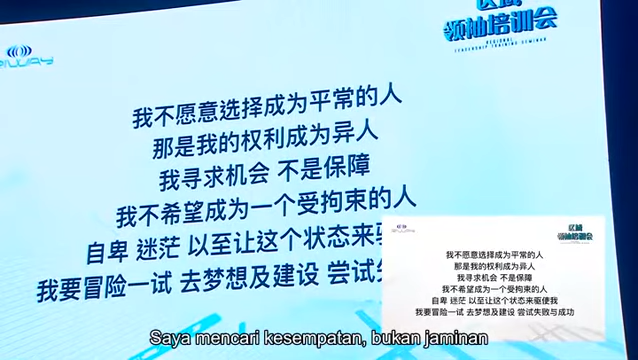 领袖培训会
REGIONAL
LEADERSHIP TRAINING SEMINAR
我不愿意选择成为平常的人
那是我的权利成为异人
我寻求机会 不是保障
我不希望成为一个受拘束的人
自卑 迷茫 以至让这个状态来
我要冒险一试 去梦想及建设 尝试
区域
领袖培训会
我不愿意选择成为平常的人
那是我的权利成为异人
我寻求机会 不是保障
我不希望成为一个受拘束的人
自卑 迷茫 以至让这个状态来驱使我
我要冒险一试 去梦想及建设 尝试失败与成功
Saya mencari kesempatan, bukan jaminan